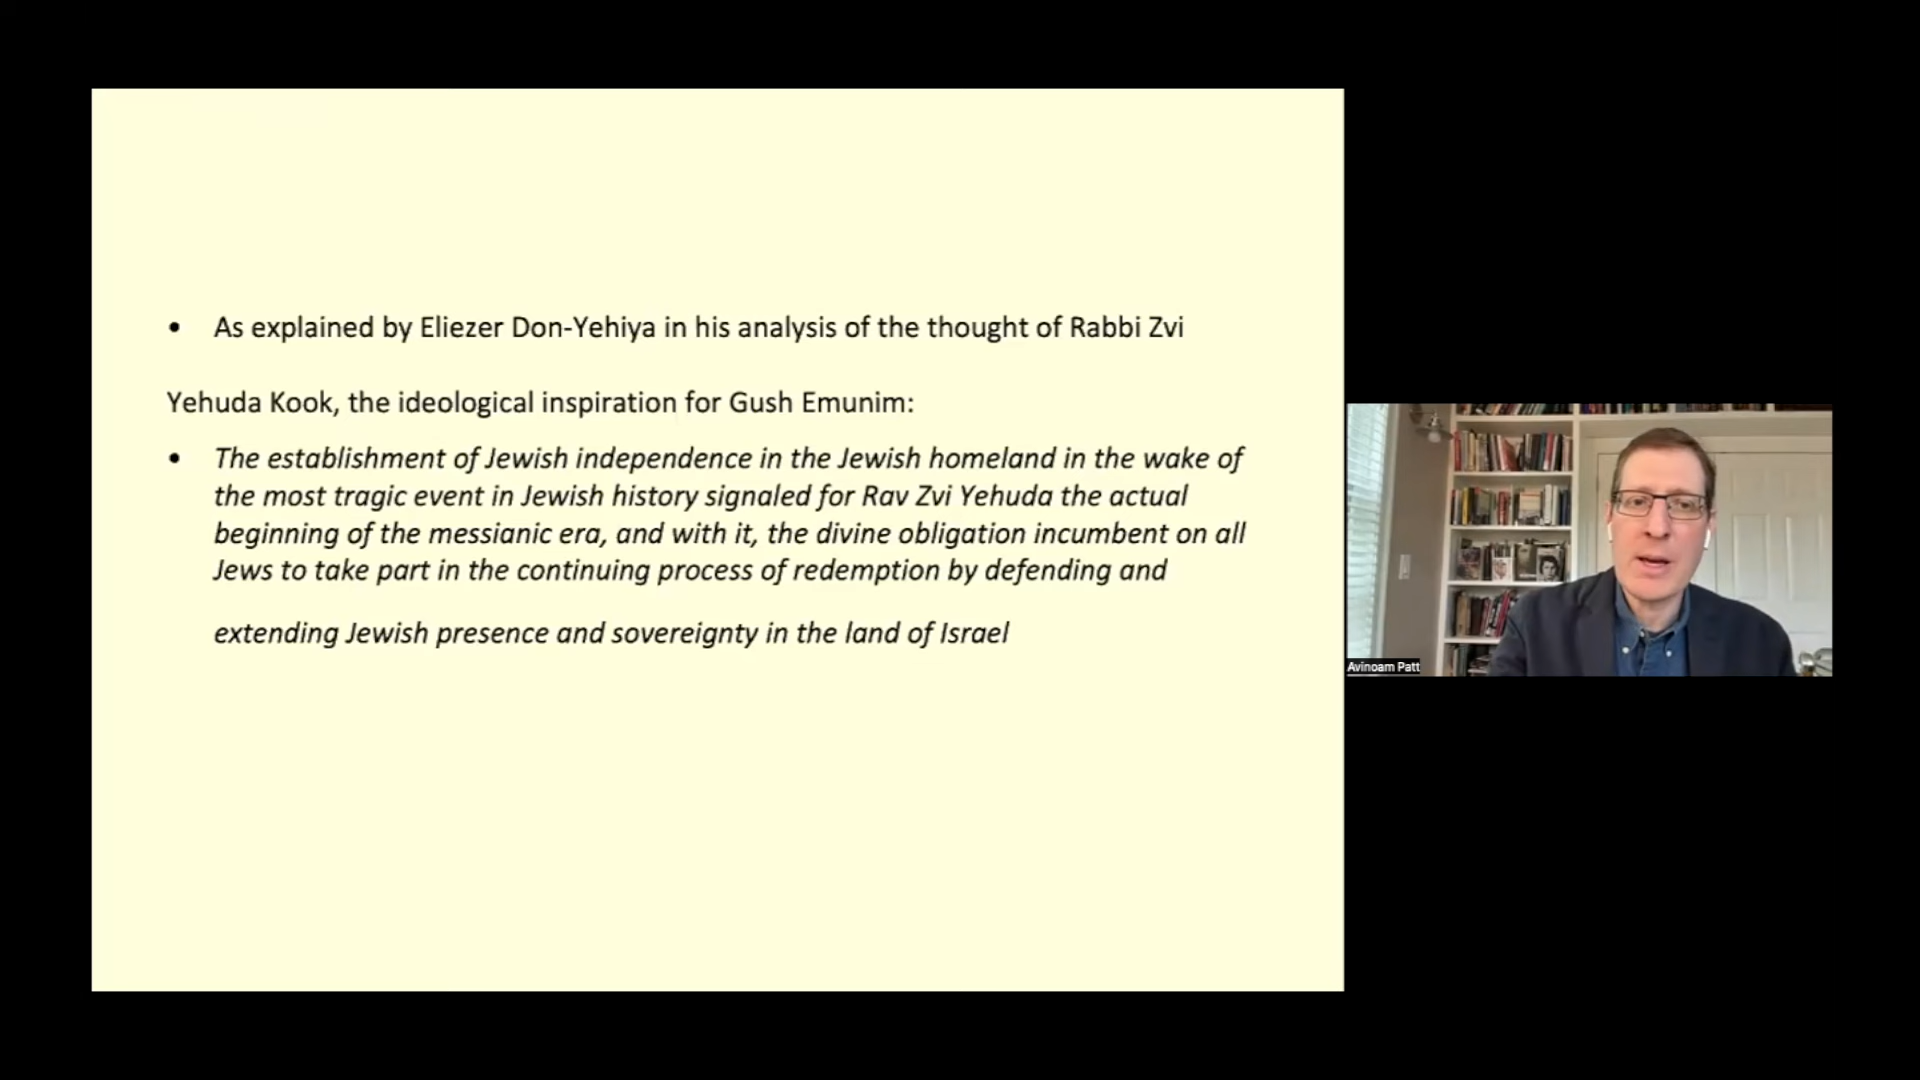 • As explained by Eliezer Don-Yehiya in his analysis of the thought of Rabbi Zvi
Yehuda Kook, the ideological inspiration for Gush Emunim:
• The establishment of Jewish independence in the Jewish homeland in the wake of
the most tragic event in Jewish history signaled for Rav Zvi Yehuda the actual
beginning of the messianic era, and with it, the divine obligation incumbent on all
Jews to take part in the continuing process of redemption by defending and
extending Jewish presence and sovereignty in the land of Israel
Avinoam Patt